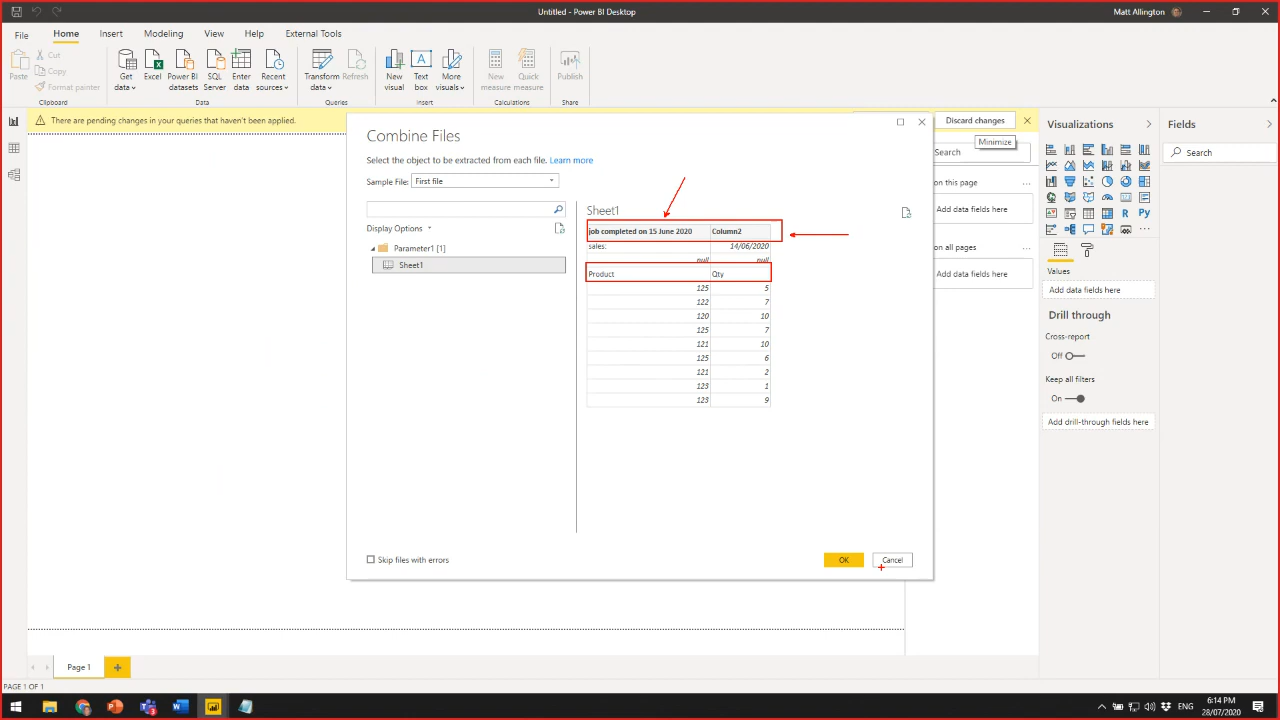 Untitled - Power BI Desktop
Matt Allington
File
Home
Insert
Modeling
View
Help
External Tools
Paste
Cut
Copy
Format painter
Clipboard
Get data
Excel
Power BI datasets
SQL Server
Enter data
Recent sources
Data
Transform data
Refresh
Queries
New visual
Text box
More visuals
Insert
New measure
Quick measure
Calculations
Publish
Share
There are pending changes in your queries that haven't been applied.
Discard changes
Minimize
Combine Files
Select the object to be extracted from each file. Learn more
Sample File: First file
Display Options
Parameter1 [1]
Sheet1
Sheet1
job completed on 15 June 2020 Column2
sales: 14/06/2020
null null
Product Qty
125 5
122 7
120 10
125 7
121 10
125 6
121 2
123 1
123 9
Skip files with errors
OK
Cancel
Search
on this page
Add data fields here
on all pages
Add data fields here
Visualizations
R
Py
Values
Add data fields here
Drill through
Cross-report
Off
Keep all filters
On
Add drill-through fields here
Fields
Search
Page 1
PAGE 1 OF 1
ENG
6:14 PM
28/07/2020